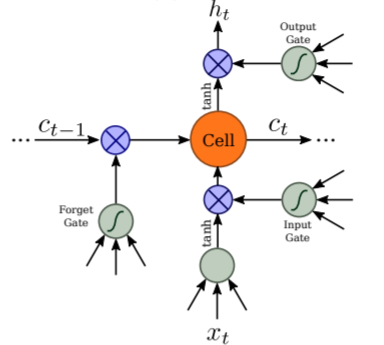 h_t
Output
Gate
tanh
... c_{t-1}
Cell
c_t ...
Forget
Gate
tanh
Input
Gate
x_t